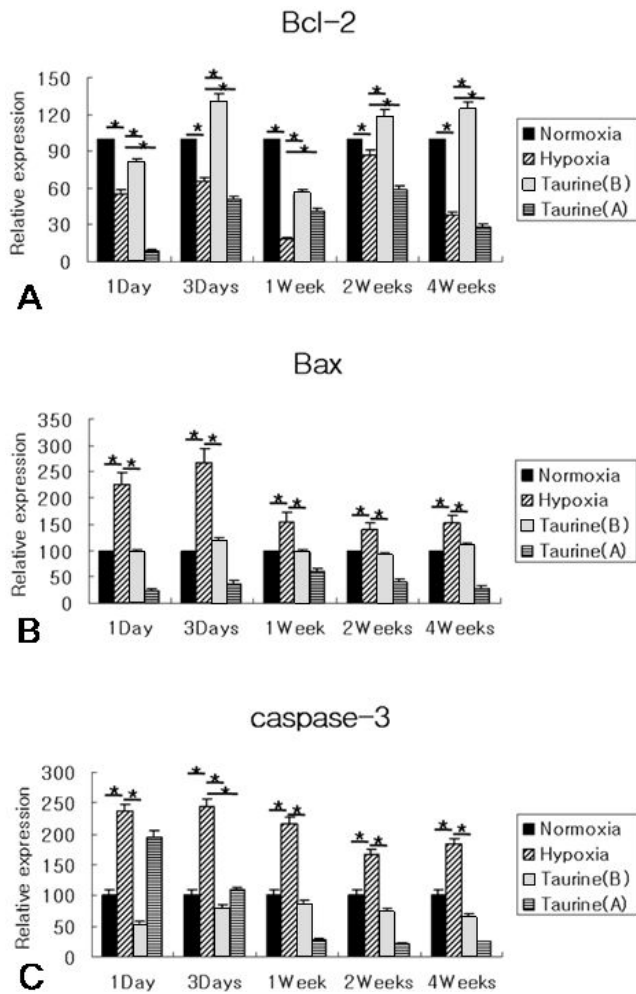 Bcl-2
Relative expression
150
120
90
60
30
0
1Day 3Days 1Week 2Weeks 4Weeks
Normoxia
Hypoxia
Taurine(B)
Taurine(A)
A
Bax
Relative expression
350
300
250
200
150
100
50
0
1Day 3Days 1Week 2Weeks 4Weeks
Normoxia
Hypoxia
Taurine(B)
Taurine(A)
B
caspase-3
Relative expression
300
250
200
150
100
50
0
1Day 3Days 1Week 2Weeks 4Weeks
Normoxia
Hypoxia
Taurine(B)
Taurine(A)
C